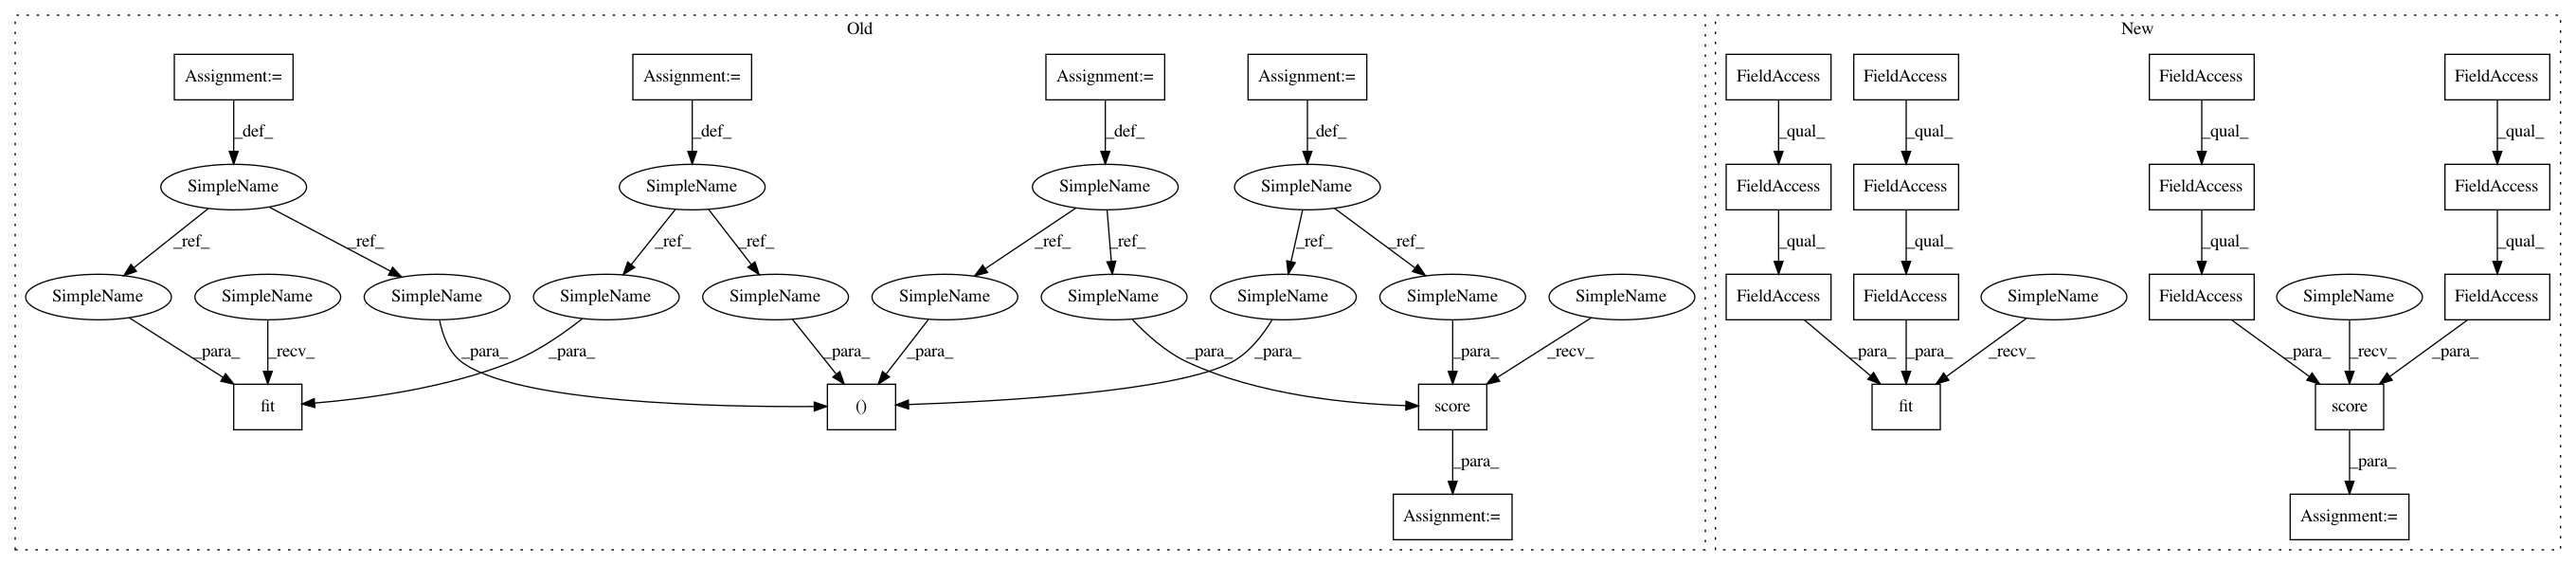 Old New
Assignment:= Assignment:= Assignment:= Assignment:= FieldAccess FieldAccess FieldAccess FieldAccess
_def_ _def_ _def_ _def_ _qual_ _qual_ _qual_ _qual_
SimpleName SimpleName SimpleName SimpleName FieldAccess FieldAccess FieldAccess FieldAccess
_ref_ _ref_ _ref_ _ref_ _ref_ _ref_ _ref_ _ref_ _qual_ _qual_ _qual_ _qual_
SimpleName SimpleName SimpleName SimpleName SimpleName SimpleName SimpleName SimpleName SimpleName SimpleName FieldAccess FieldAccess SimpleName FieldAccess SimpleName FieldAccess
_para_ _recv_ _para_ _para_ _para_ _para_ _para_ _para_ _para_ _recv_ _para_ _para_ _recv_ _para_ _recv_ _para_
fit () score fit score
_para_ _para_
Assignment:= Assignment:=